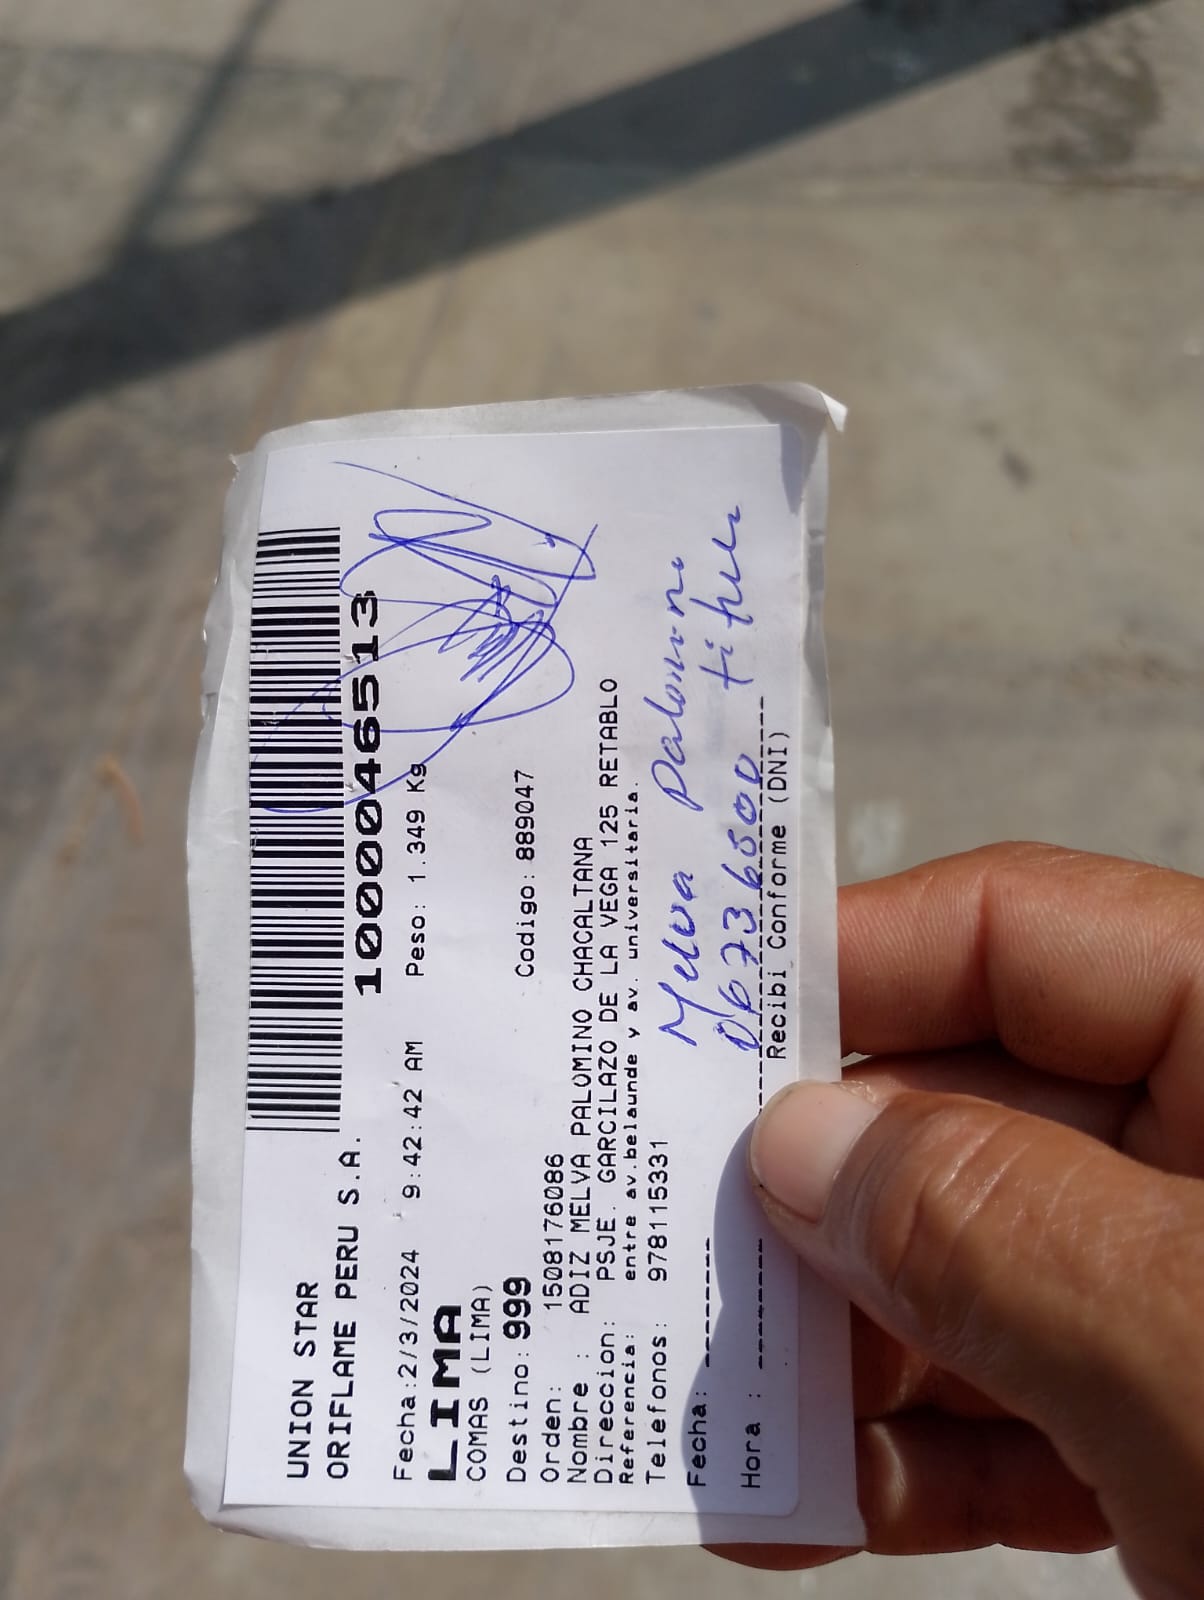 UNION STAR
ORIFLAME PERU S.A.
1000046513
Fecha:2/3/2024 9:42:42 AM Peso: 1.349 Kg
LIMA
COMAS (LIMA)
Destino: 999 Codigo: 889047
Orden: 1508176086
Nombre : ADIZ MELVA PALOMINO CHACALTANA
Direccion: PSJE. GARCILAZO DE LA VEGA 125 RETABLO
Referencia: entre av.belaunde y av. universitaria.
Telefonos: 978115331
Melva Palomino
Fecha:
Hora :
Recibi Conforme (DNI)